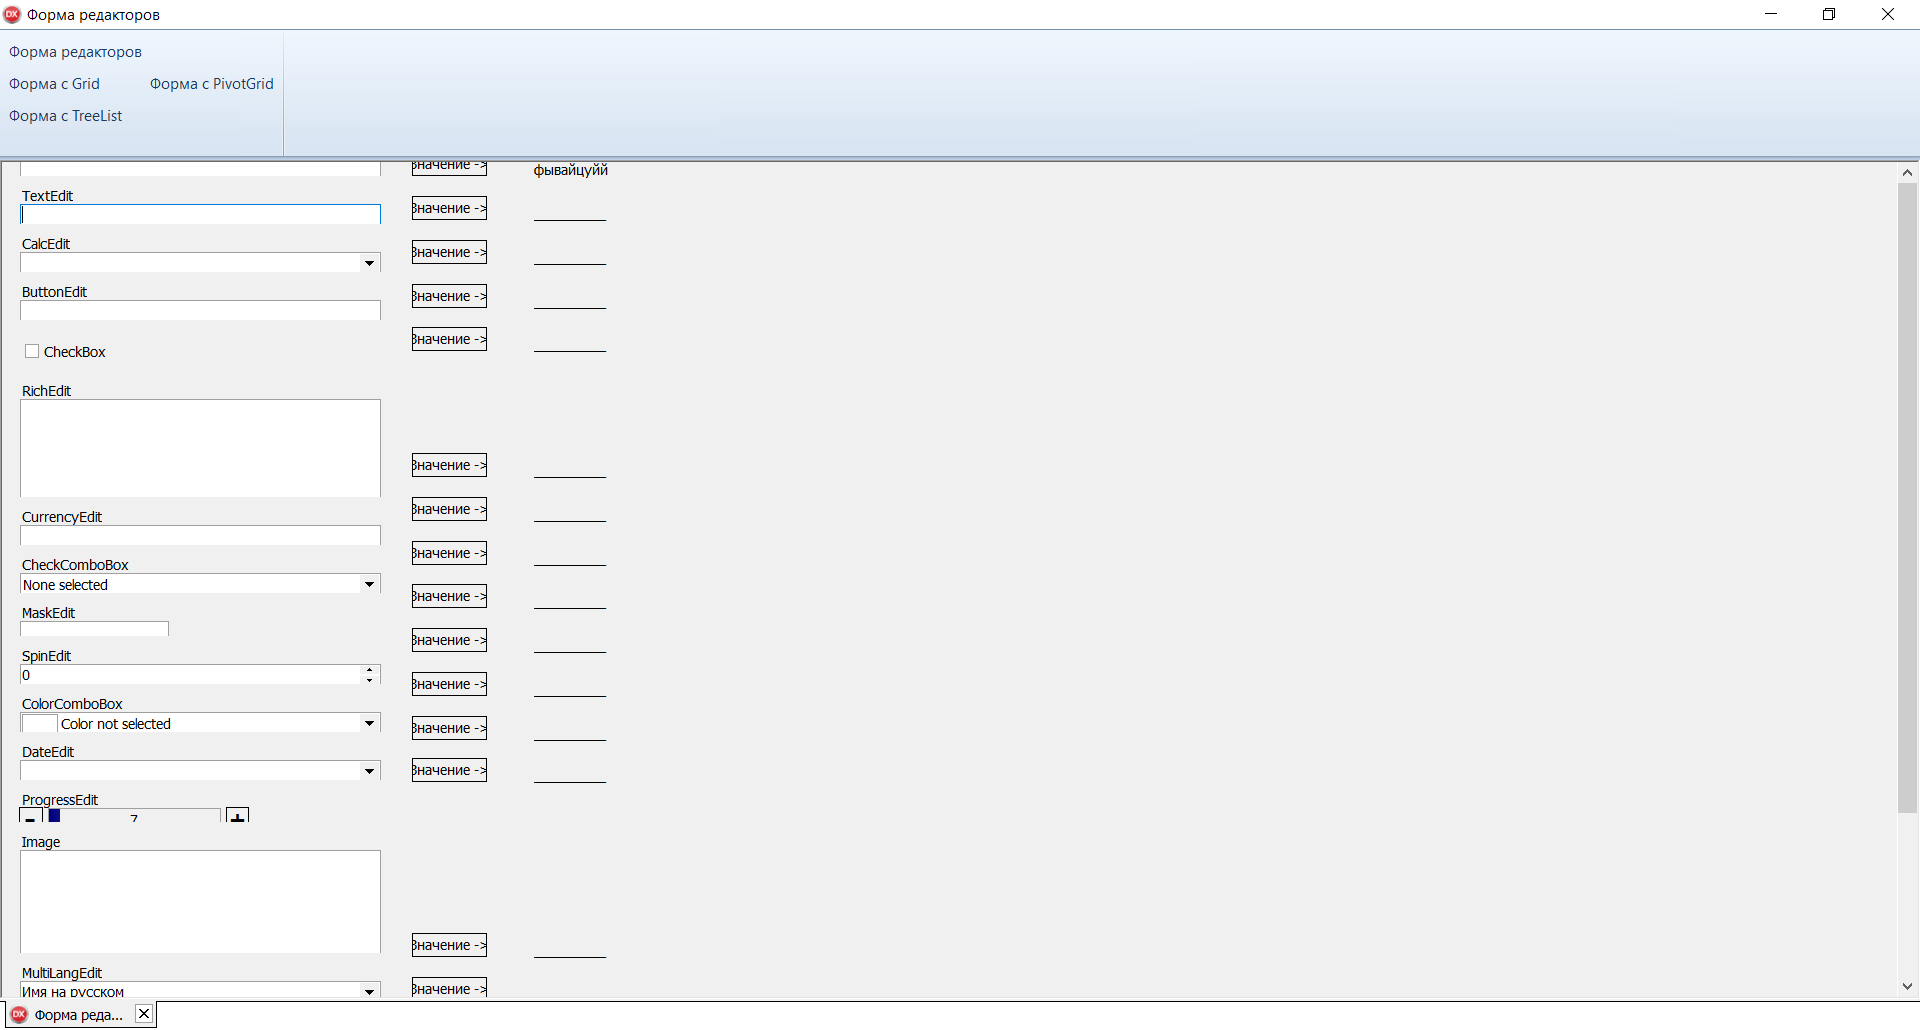 Форма редакторов
Форма редакторов
Форма с Grid Форма с PivotGrid
Форма с TreeList
Значение -> фывайцуйй
TextEdit
Значение ->
CalcEdit
Значение ->
ButtonEdit
Значение ->
Значение ->
CheckBox
RichEdit
Значение ->
Значение ->
CurrencyEdit
Значение ->
CheckComboBox
None selected
Значение ->
MaskEdit
Значение ->
SpinEdit
0
Значение ->
ColorComboBox
Color not selected
Значение ->
DateEdit
Значение ->
ProgressEdit
- 7 +
Image
Значение ->
MultiLangEdit
Имя на русском
Значение ->
Форма реда...